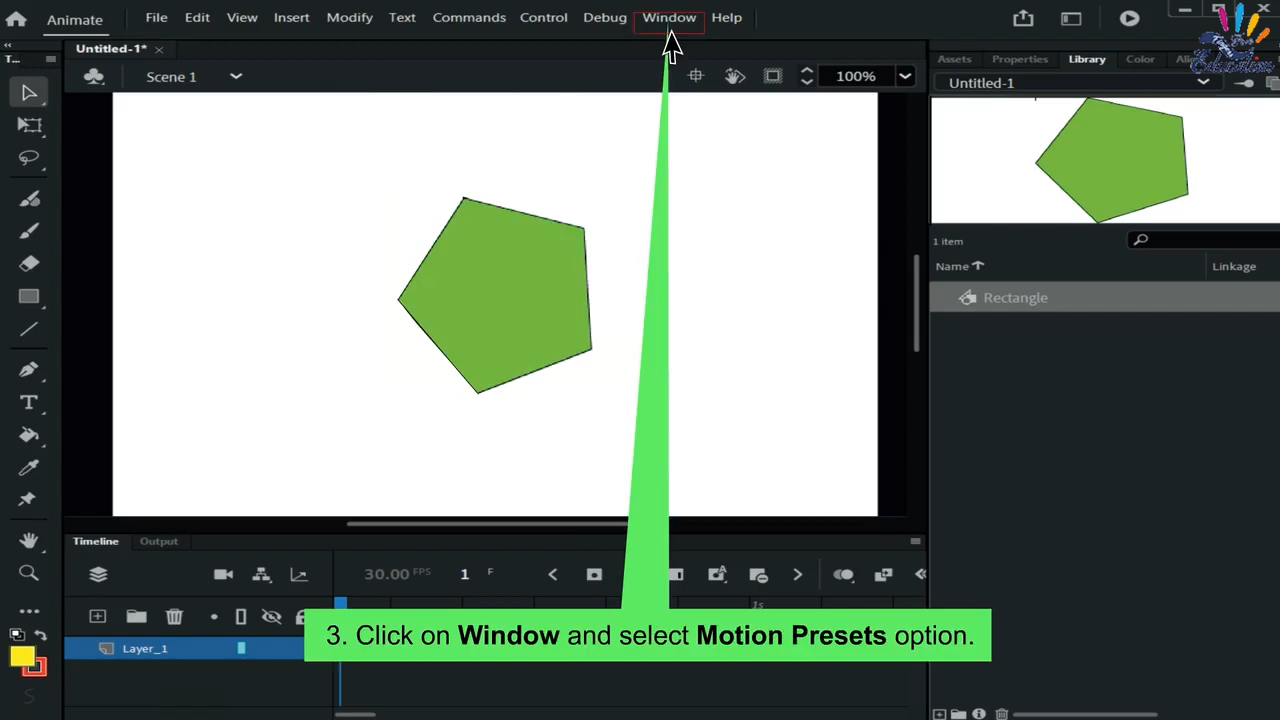 Animate
File Edit View Insert Modify Text Commands Control Debug Window Help
Untitled-1*
T...
Scene 1
100%
Assets Properties Library Color
Untitled-1
1 item
Name Linkage
Rectangle
Timeline Output
30.00 FPS 1 F
1s
Layer_1
3. Click on Window and select Motion Presets option.